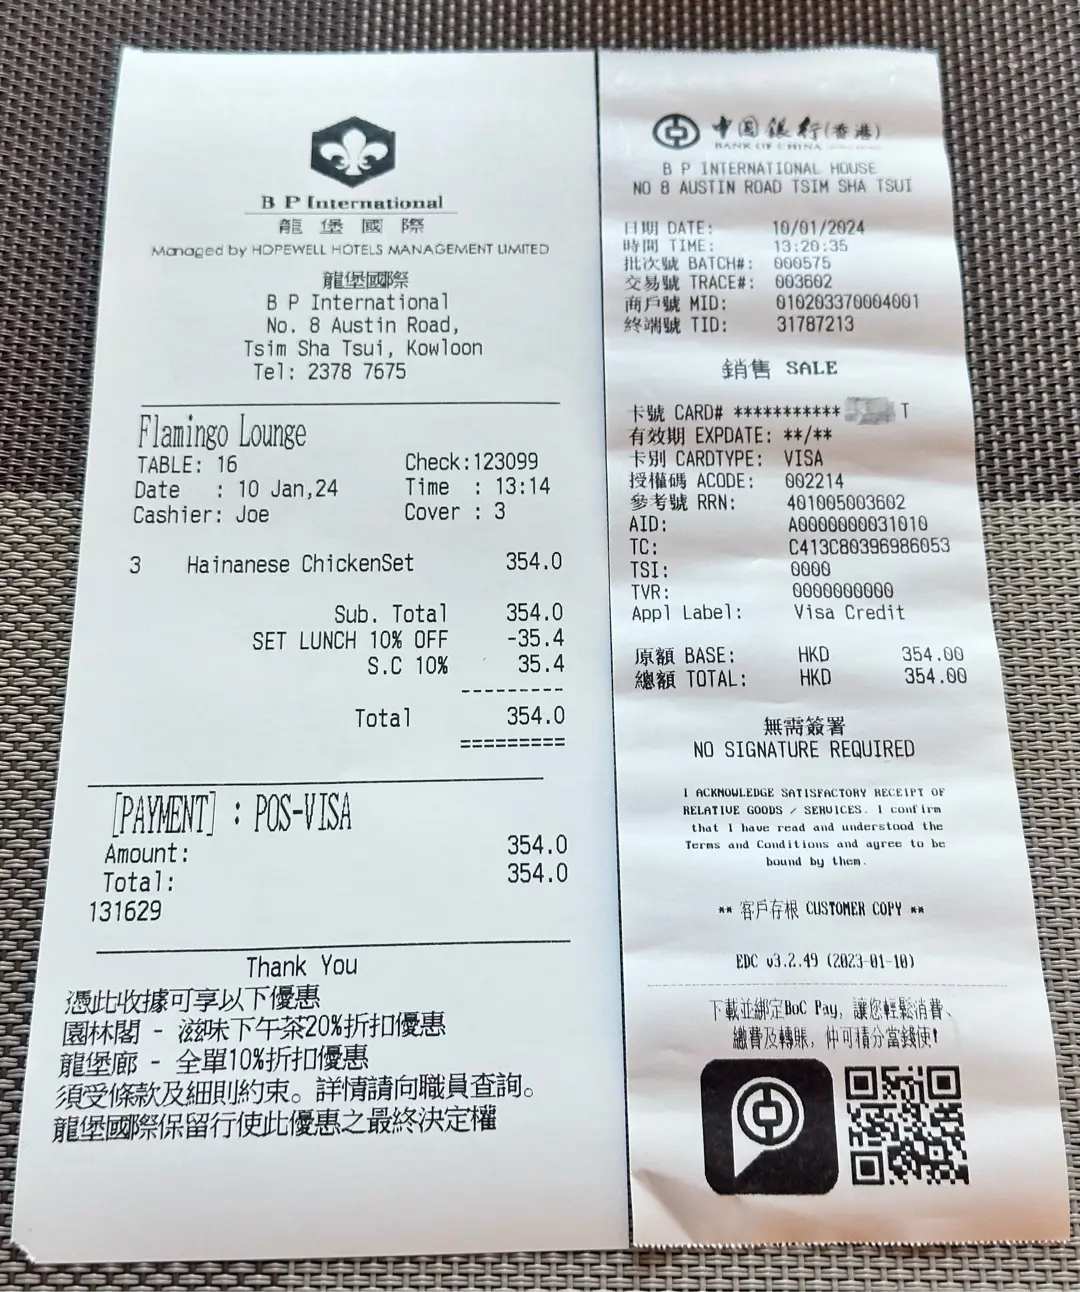 B P International
龍堡國際
Managed by HOPEWELL HOTELS MANAGEMENT LIMITED
龍堡國際
B P International
No. 8 Austin Road,
Tsim Sha Tsui, Kowloon
Tel: 2378 7675
Flamingo Lounge
TABLE: 16 Check:123099
Date : 10 Jan,24 Time : 13:14
Cashier: Joe Cover : 3
3 Hainanese ChickenSet 354.0
Sub. Total 354.0
SET LUNCH 10% OFF -35.4
S.C 10% 35.4
---------
Total 354.0
=========
[PAYMENT] : POS-VISA
Amount: 354.0
Total: 354.0
131629
Thank You
憑此收據可享以下優惠
園林閣 - 滋味下午茶20%折扣優惠
龍堡廊 - 全單10%折扣優惠
須受條款及細則約束。詳情請向職員查詢。
龍堡國際保留行使此優惠之最終決定權
中国银行(香港)
BANK OF CHINA
B P INTERNATIONAL HOUSE
NO 8 AUSTIN ROAD TSIM SHA TSUI
日期 DATE: 10/01/2024
時間 TIME: 13:20:35
批次號 BATCH#: 000575
交易號 TRACE#: 003602
商戶號 MID: 010203370004001
終端號 TID: 31787213
銷售 SALE
卡號 CARD# *********** T
有效期 EXPDATE: **/**
卡別 CARDTYPE: VISA
授權碼 ACODE: 002214
參考號 RRN: 401005003602
AID: A0000000031010
TC: C413C80396986053
TSI: 0000
TVR: 0000000000
Appl Label: Visa Credit
原額 BASE: HKD 354.00
總額 TOTAL: HKD 354.00
無需簽署
NO SIGNATURE REQUIRED
I ACKNOWLEDGE SATISFACTORY RECEIPT OF
RELATIVE GOODS / SERVICES. I confirm
that I have read and understood the
Terms and Conditions and agree to be
bound by them.
** 客戶存根 CUSTOMER COPY **
EDC v3.2.49 (2023-01-10)
下載並綁定BoC Pay, 讓您輕鬆消費、
繳費及轉賬, 仲可積分當錢使!